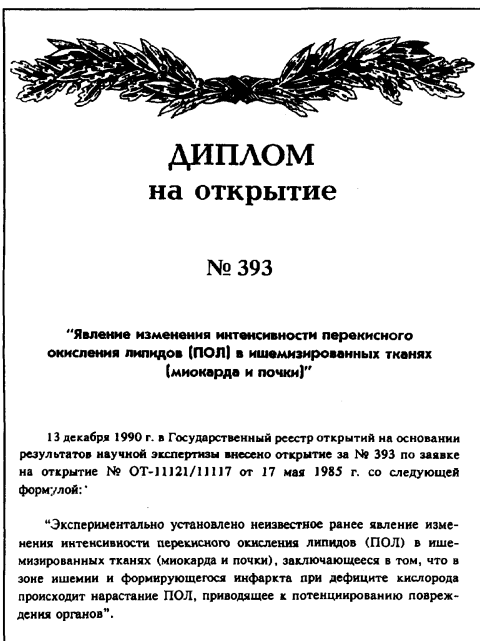 ДИПЛОМ
на открытие
№ 393
"Явление изменения интенсивности перекисного
окисления липидов (ПОЛ) в ишемизированных тканях
(миокарда и почки)"
13 декабря 1990 г. в Государственный реестр открытий на основании
результатов научной экспертизы внесено открытие за № 393 по заявке
на открытие № ОТ-11121/11117 от 17 мая 1985 г. со следующей
формулой:
"Экспериментально установлено неизвестное ранее явление изме-
нения интенсивности перекисного окисления липидов (ПОЛ) в ише-
мизированных тканях (миокарда и почки), заключающееся в том, что в
зоне ишемии и формирующегося инфаркта при дефиците кислорода
происходит нарастание ПОЛ, приводящее к потенциированию повреж-
дения органов".